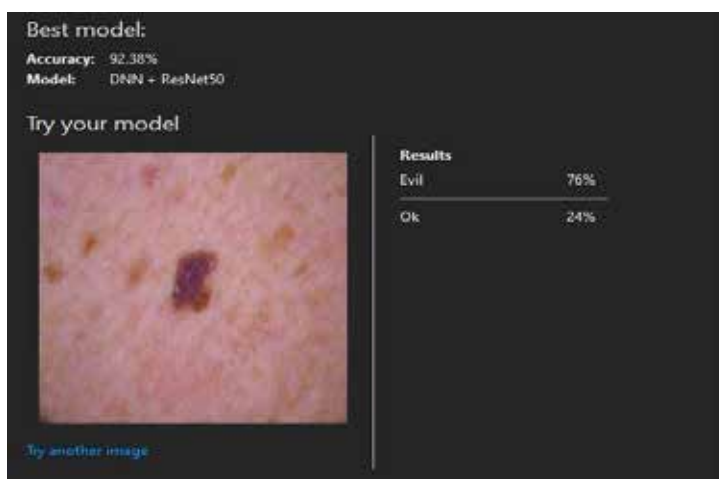 Best model:
Accuracy: 92.38%
Model: DNN + ResNet50
Try your model
Results
Evil 76%
Ok 24%
Try another image